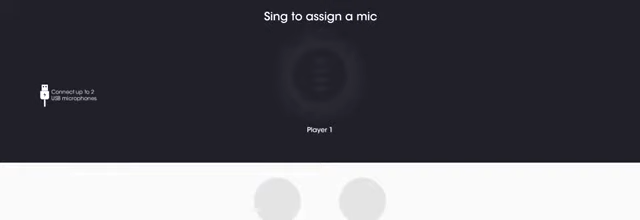 Sing to assign a mic
Connect up to 2
USB microphones
Player 1